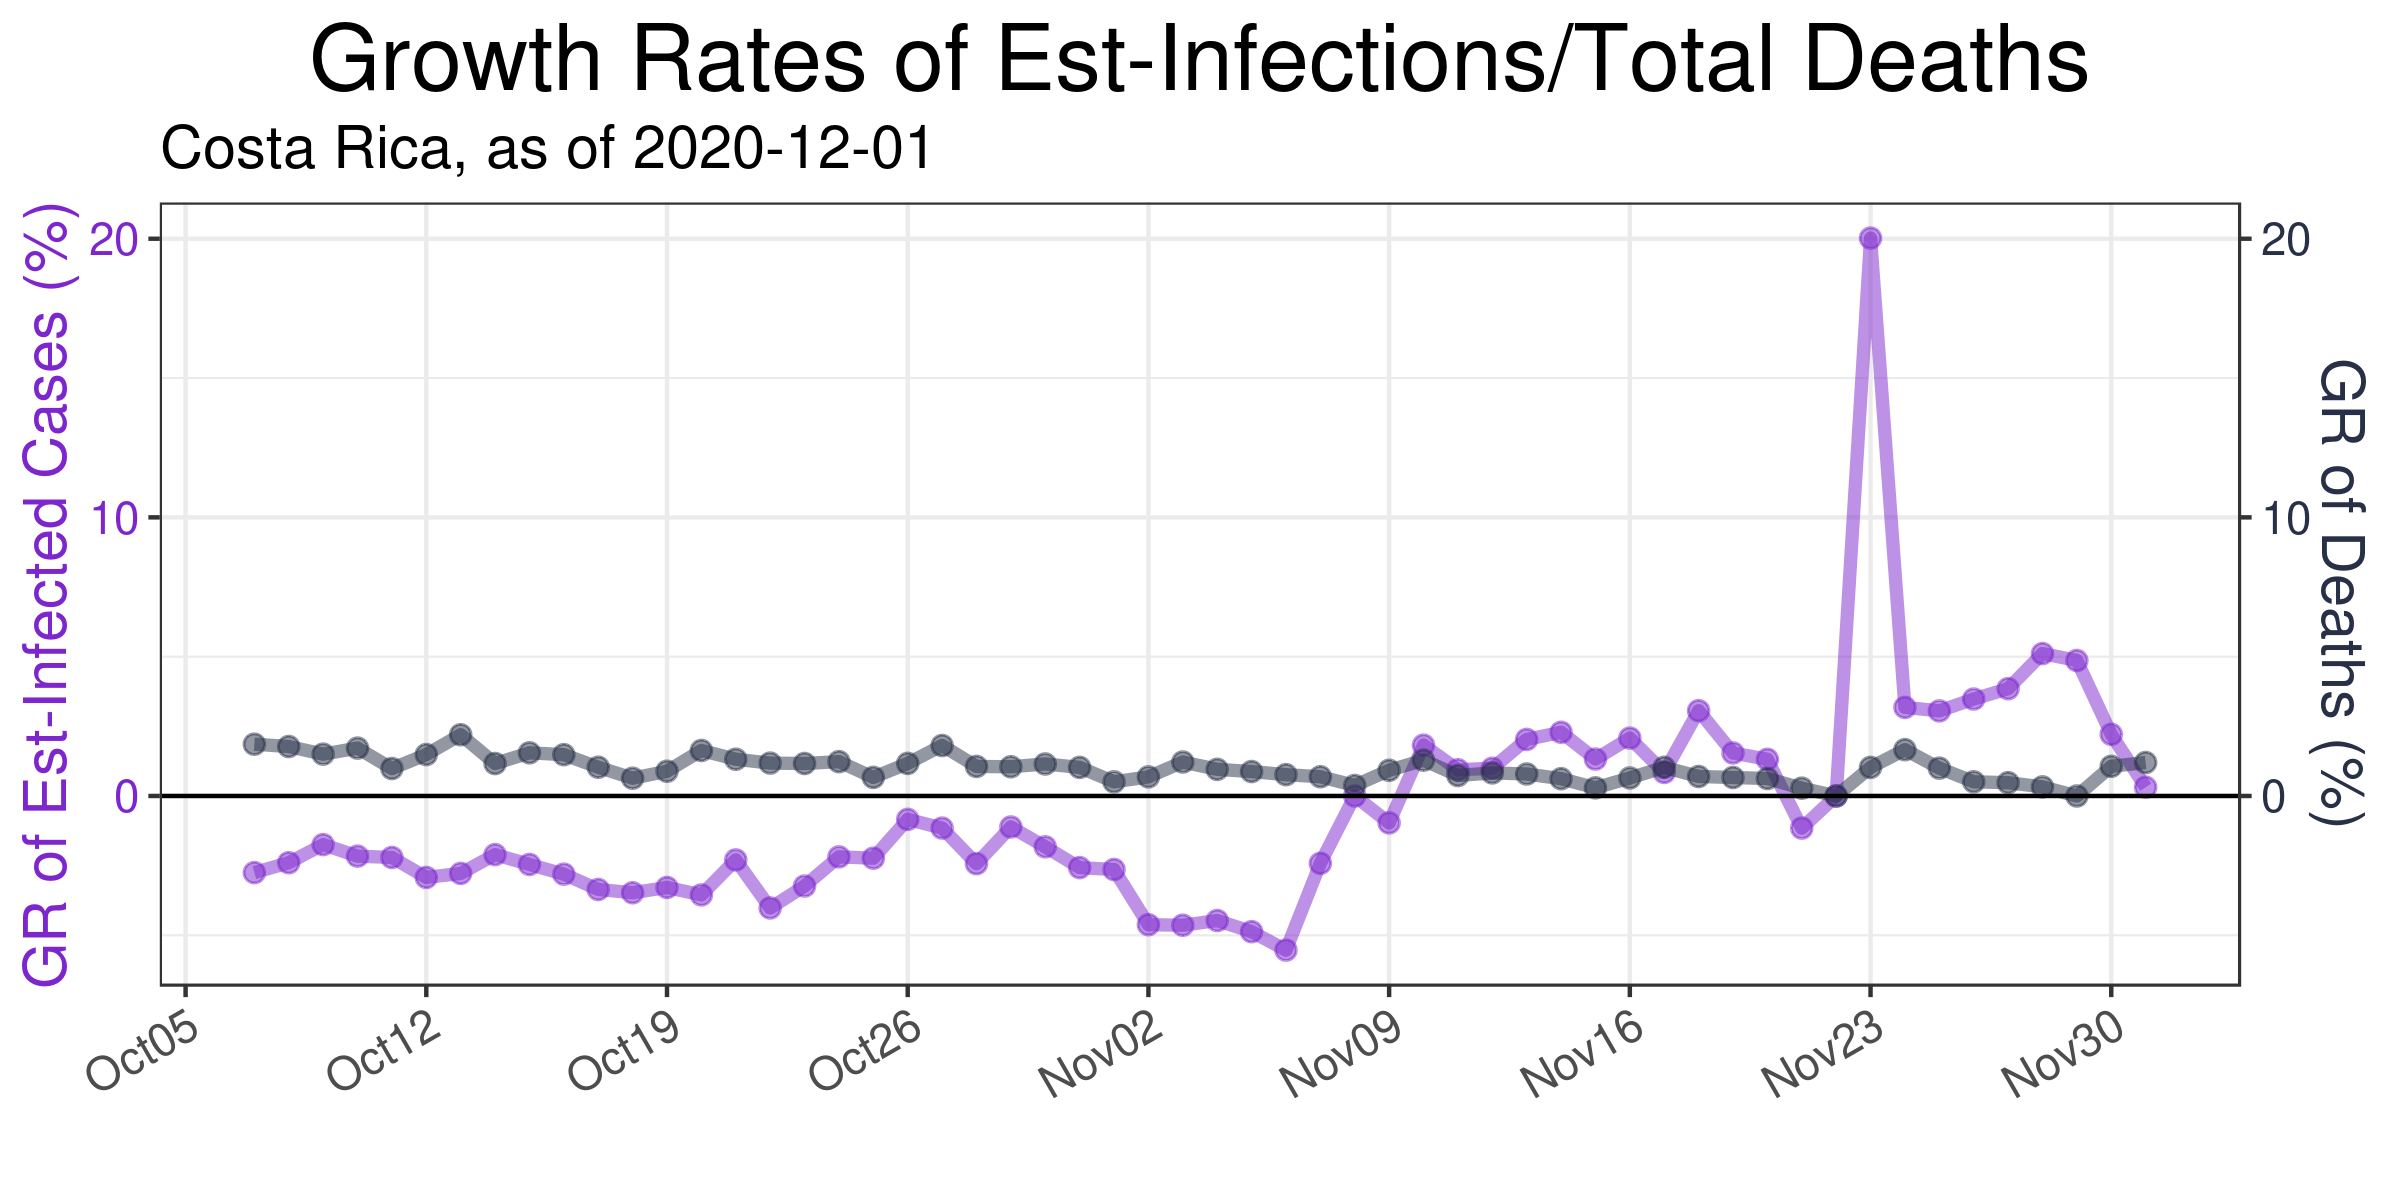 Growth Rates of Est-Infections/Total Deaths
Costa Rica, as of 2020-12-01
GR of Est-Infected Cases (%)
20
10
0
20
10
0
GR of Deaths (%)
Oct05
Oct12
Oct19
Oct26
Nov02
Nov09
Nov16
Nov23
Nov30